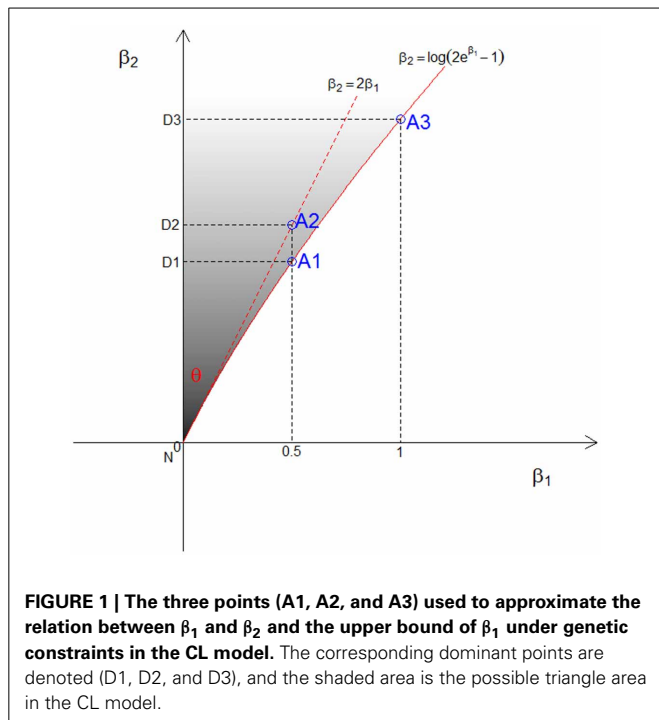 β₂
β₂ = 2β₁
β₂ = log(2e^β₁ − 1)
D3
A3
D2
A2
D1
A1
θ
N
0
0.5
1
β₁
FIGURE 1 | The three points (A1, A2, and A3) used to approximate the
relation between β₁ and β₂ and the upper bound of β₁ under genetic
constraints in the CL model. The corresponding dominant points are
denoted (D1, D2, and D3), and the shaded area is the possible triangle area
in the CL model.